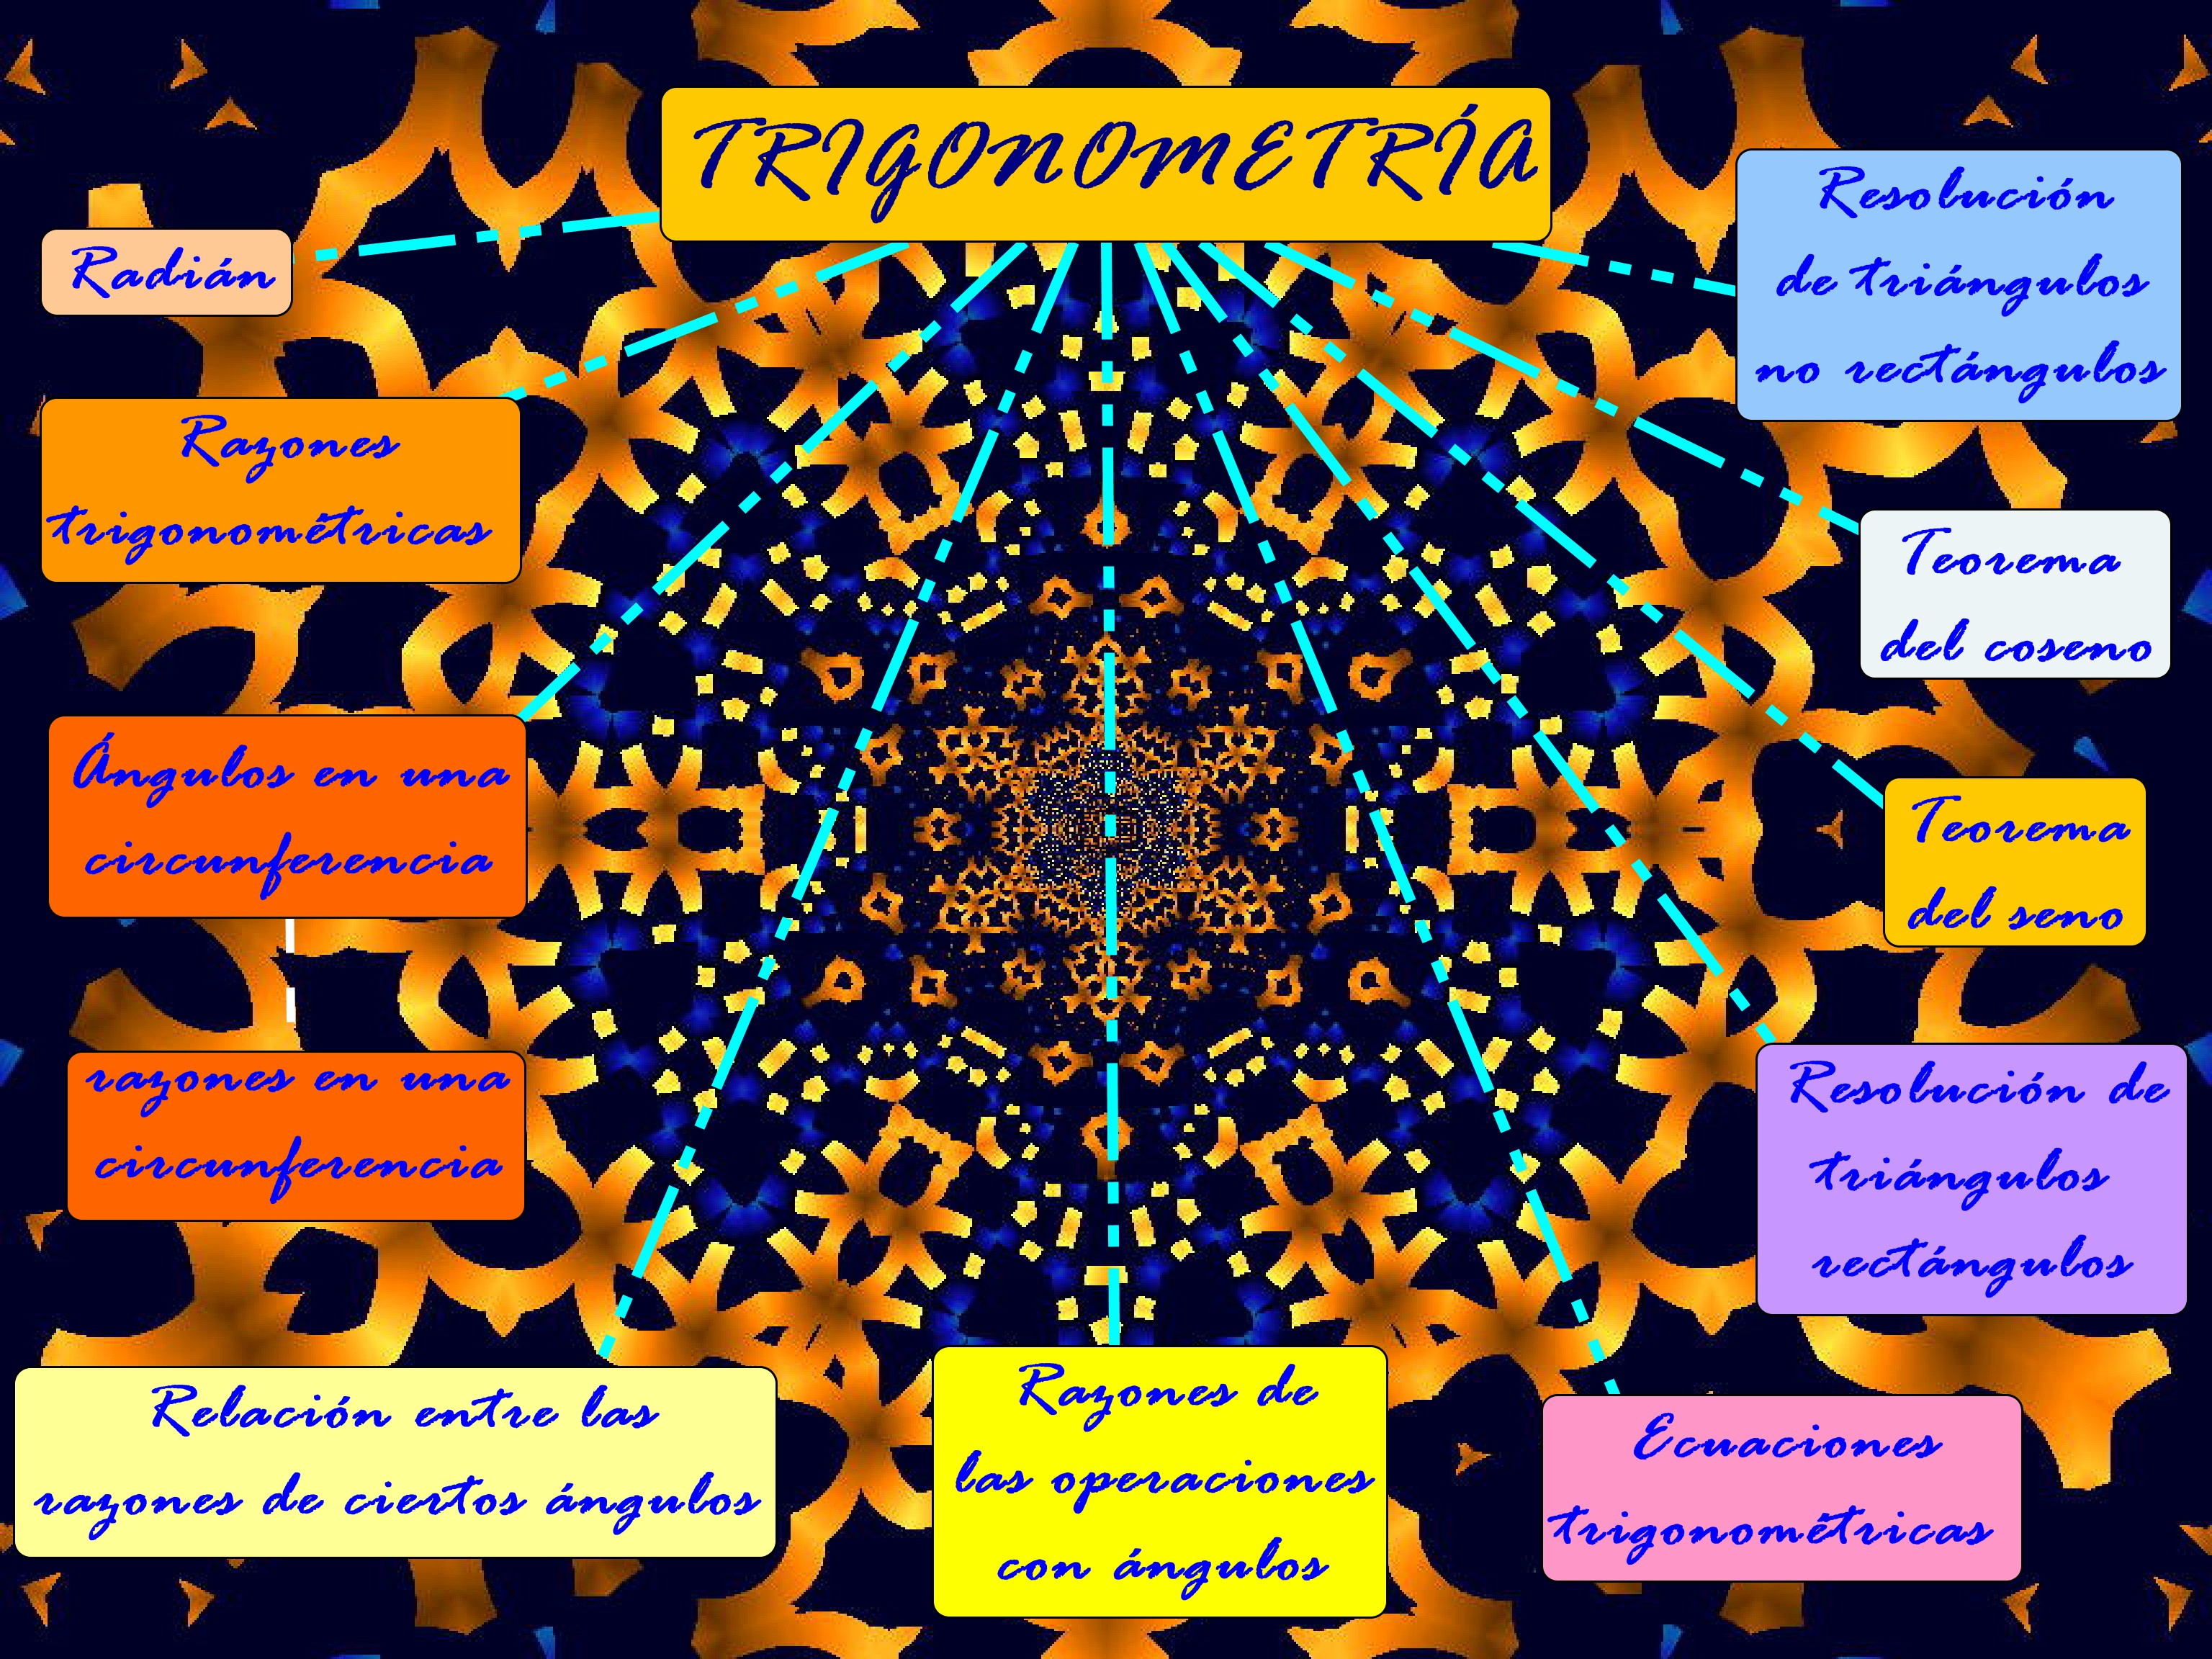 TRIGONOMETRÍA
Radián
Razones
trigonométricas
Ángulos en una
circunferencia
razones en una
circunferencia
Relación entre las
razones de ciertos ángulos
Razones de
las operaciones
con ángulos
Ecuaciones
trigonométricas
Resolución de
triángulos
rectángulos
Teorema
del seno
Teorema
del coseno
Resolución
de triángulos
no rectángulos